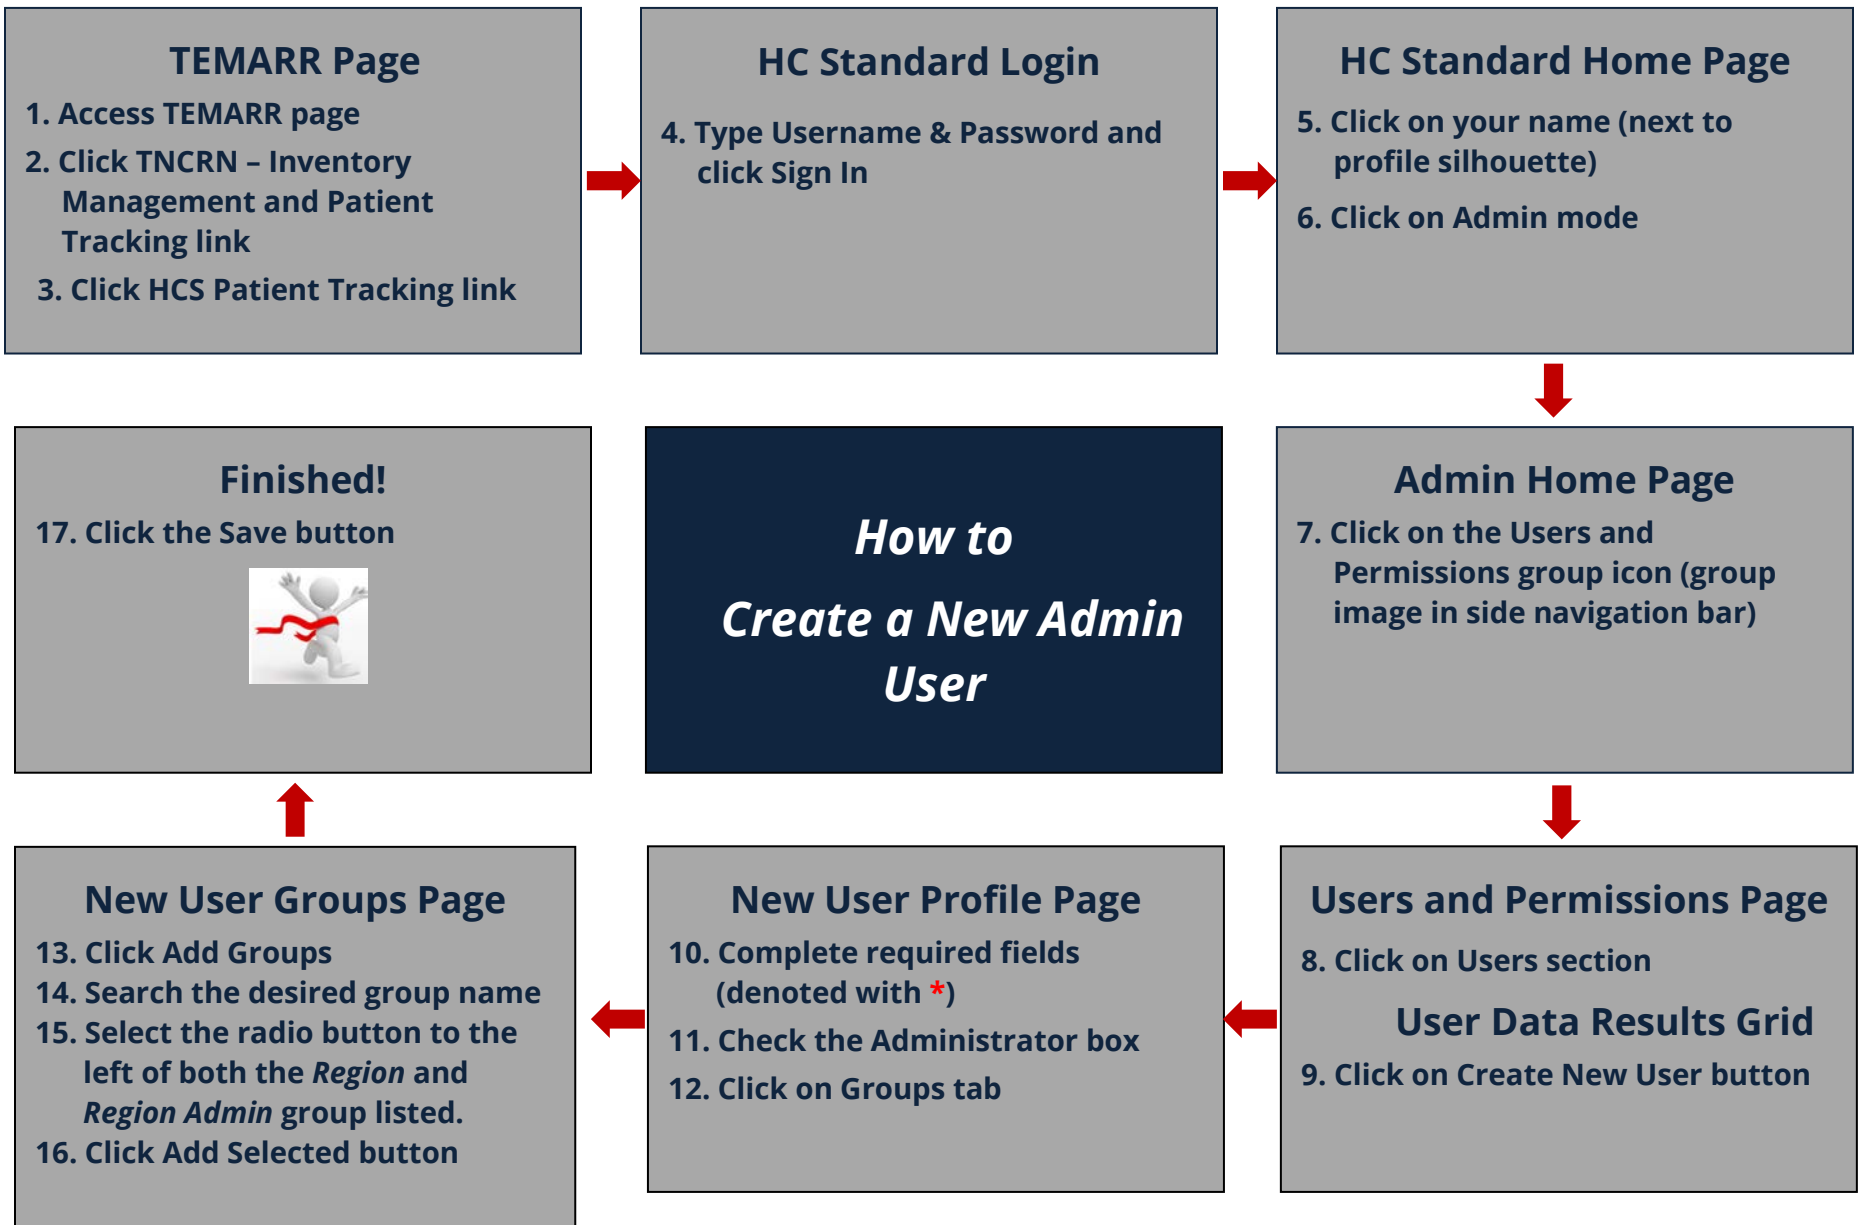 TEMARR Page
1. Access TEMARR page
2. Click TNCRN – Inventory
Management and Patient
Tracking link
3. Click HCS Patient Tracking link
HC Standard Login
4. Type Username & Password and
click Sign In
HC Standard Home Page
5. Click on your name (next to
profile silhouette)
6. Click on Admin mode
Admin Home Page
7. Click on the Users and
Permissions group icon (group
image in side navigation bar)
Users and Permissions Page
8. Click on Users section
User Data Results Grid
9. Click on Create New User button
New User Profile Page
10. Complete required fields
(denoted with *)
11. Check the Administrator box
12. Click on Groups tab
New User Groups Page
13. Click Add Groups
14. Search the desired group name
15. Select the radio button to the
left of both the Region and
Region Admin group listed.
16. Click Add Selected button
Finished!
17. Click the Save button
How to
Create a New Admin
User